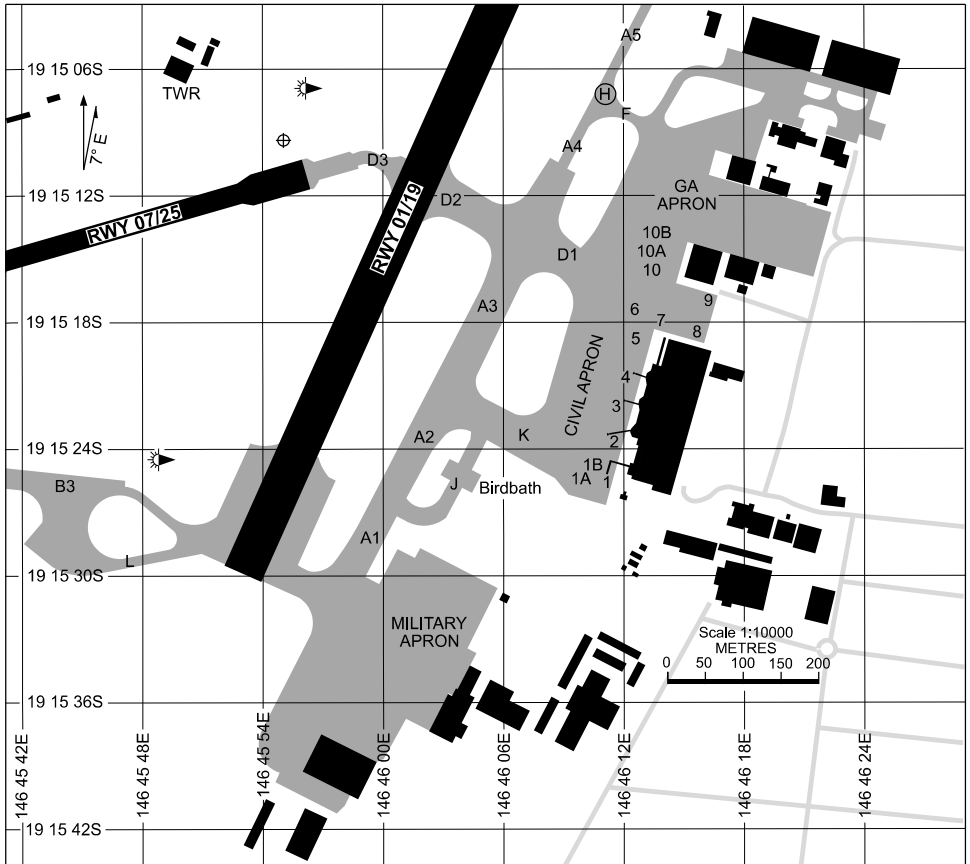 A5
19 15 06S
TWR
H
F
7° E
A4
D3
19 15 12S
D2
GA
APRON
RWY 07/25
RWY 01/19
10B
10A
10
D1
A3
9
6
7
19 15 18S
8
5
CIVIL APRON
4
3
A2
K
2
19 15 24S
1B
1A
1
J
Birdbath
B3
A1
L
19 15 30S
MILITARY
APRON
Scale 1:10000
METRES
0 50 100 150 200
19 15 36S
146 45 42E
146 45 48E
146 45 54E
146 46 00E
146 46 06E
146 46 12E
146 46 18E
146 46 24E
19 15 42S